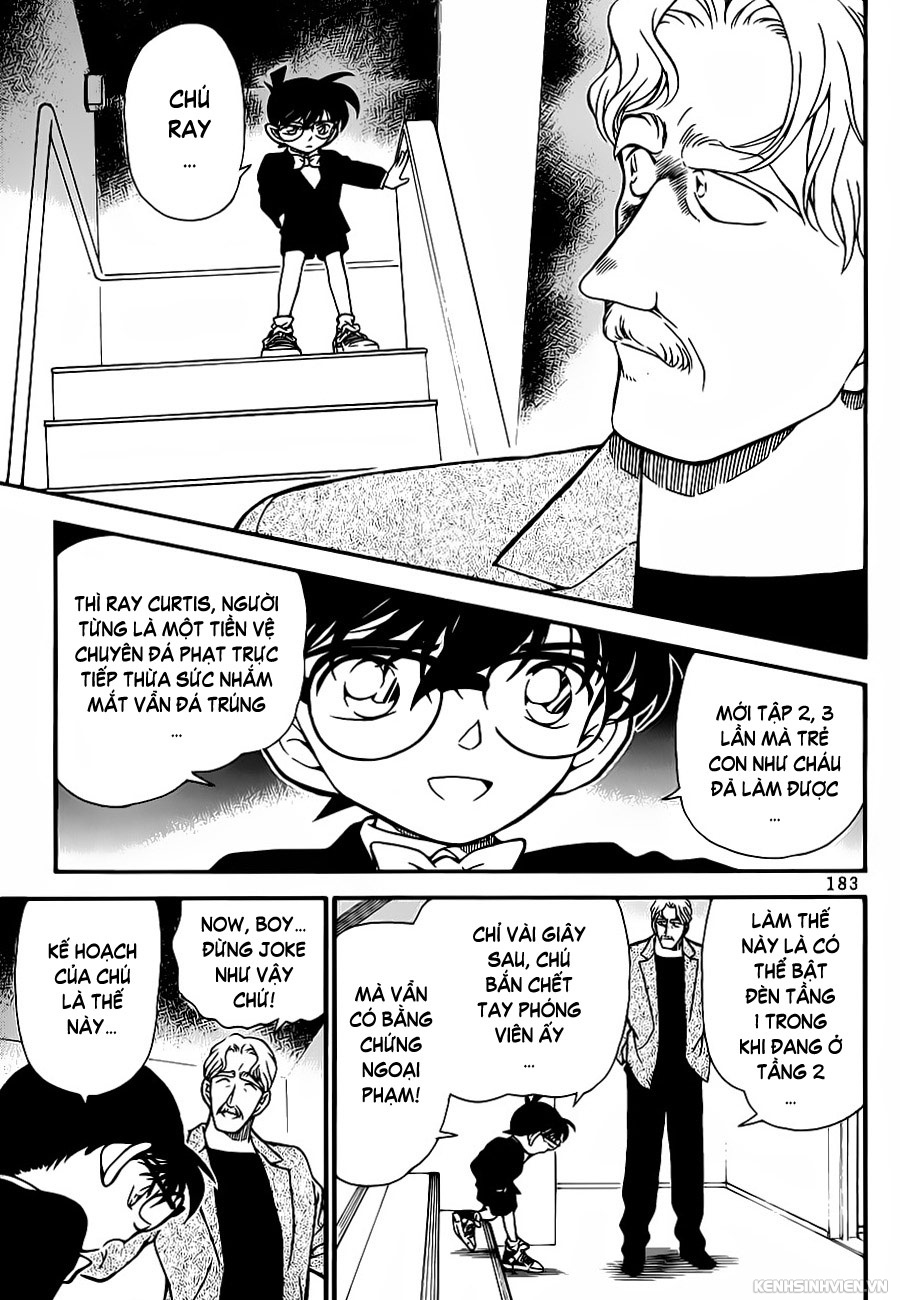 CHÚ
RAY
...
MỚI TẬP 2, 3
LẦN MÀ TRẺ
CON NHƯ CHÁU
ĐÃ LÀM ĐƯỢC
...
THÌ RAY CURTIS, NGƯỜI
TỪNG LÀ MỘT TIỀN VỆ
CHUYÊN ĐÁ PHẠT TRỰC
TIẾP THỪA SỨC NHẮM
MẮT VẪN ĐÁ TRÚNG
...
183
LÀM THẾ
NÀY LÀ CÓ
THỂ BẬT
ĐÈN TẦNG
1 TRONG
KHI ĐANG Ở
TẦNG 2
...
CHỈ VÀI GIÂY
SAU, CHÚ
BẮN CHẾT
TAY PHÓNG
VIÊN ẤY
...
MÀ VẪN
CÓ BẰNG
CHỨNG
NGOẠI
PHẠM!
NOW, BOY...
ĐỪNG JOKE
NHƯ VẬY
CHỨ!
KẾ HOẠCH
CỦA CHÚ
LÀ THẾ
NÀY...
KENHSINHVIEN.VN